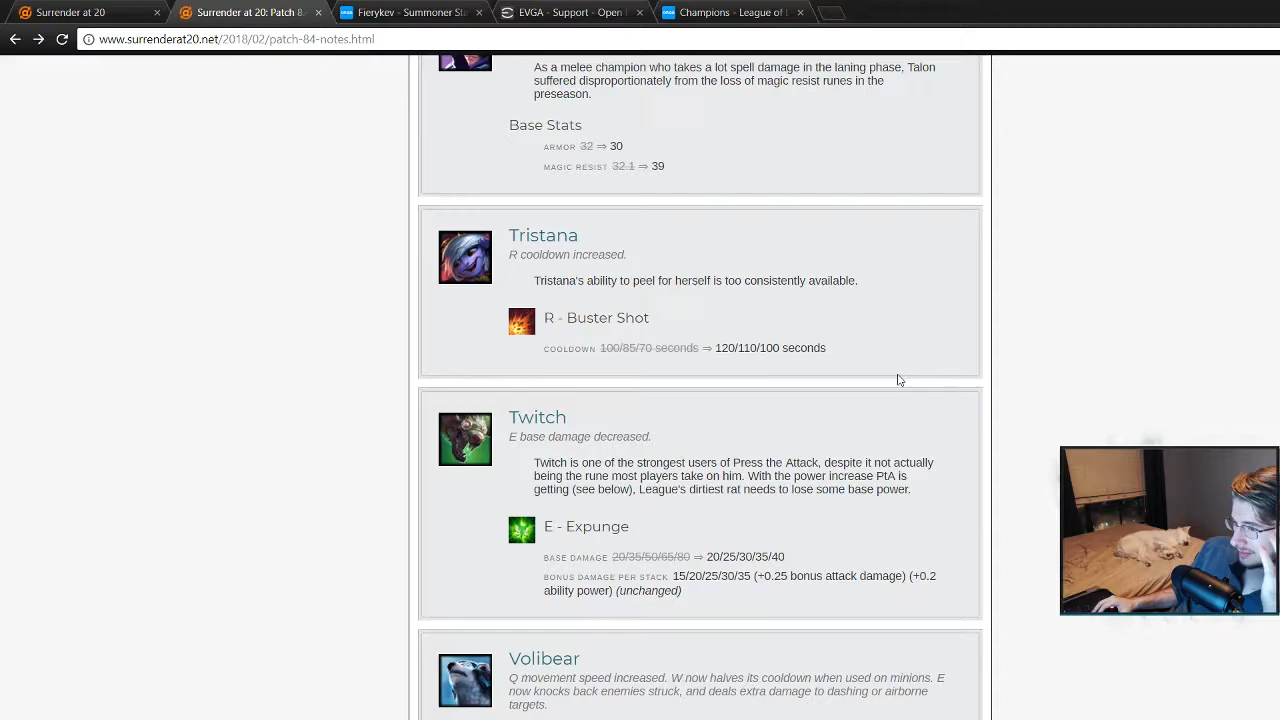 Surrender at 20
Surrender at 20: Patch 8.
Fierykev - Summoner Sta
EVGA - Support - Open
Champions - League of L
www.surrenderat20.net/2018/02/patch-84-notes.html
As a melee champion who takes a lot spell damage in the laning phase, Talon
suffered disproportionately from the loss of magic resist runes in the
preseason.
Base Stats
ARMOR 32 ⇒ 30
MAGIC RESIST 32.1 ⇒ 39
Tristana
R cooldown increased.
Tristana's ability to peel for herself is too consistently available.
R - Buster Shot
COOLDOWN 100/85/70 seconds ⇒ 120/110/100 seconds
Twitch
E base damage decreased.
Twitch is one of the strongest users of Press the Attack, despite it not actually
being the rune most players take on him. With the power increase PtA is
getting (see below), League's dirtiest rat needs to lose some base power.
E - Expunge
BASE DAMAGE 20/35/50/65/80 ⇒ 20/25/30/35/40
BONUS DAMAGE PER STACK 15/20/25/30/35 (+0.25 bonus attack damage) (+0.2
ability power) (unchanged)
Volibear
Q movement speed increased. W now halves its cooldown when used on minions. E
now knocks back enemies struck, and deals extra damage to dashing or airborne
targets.